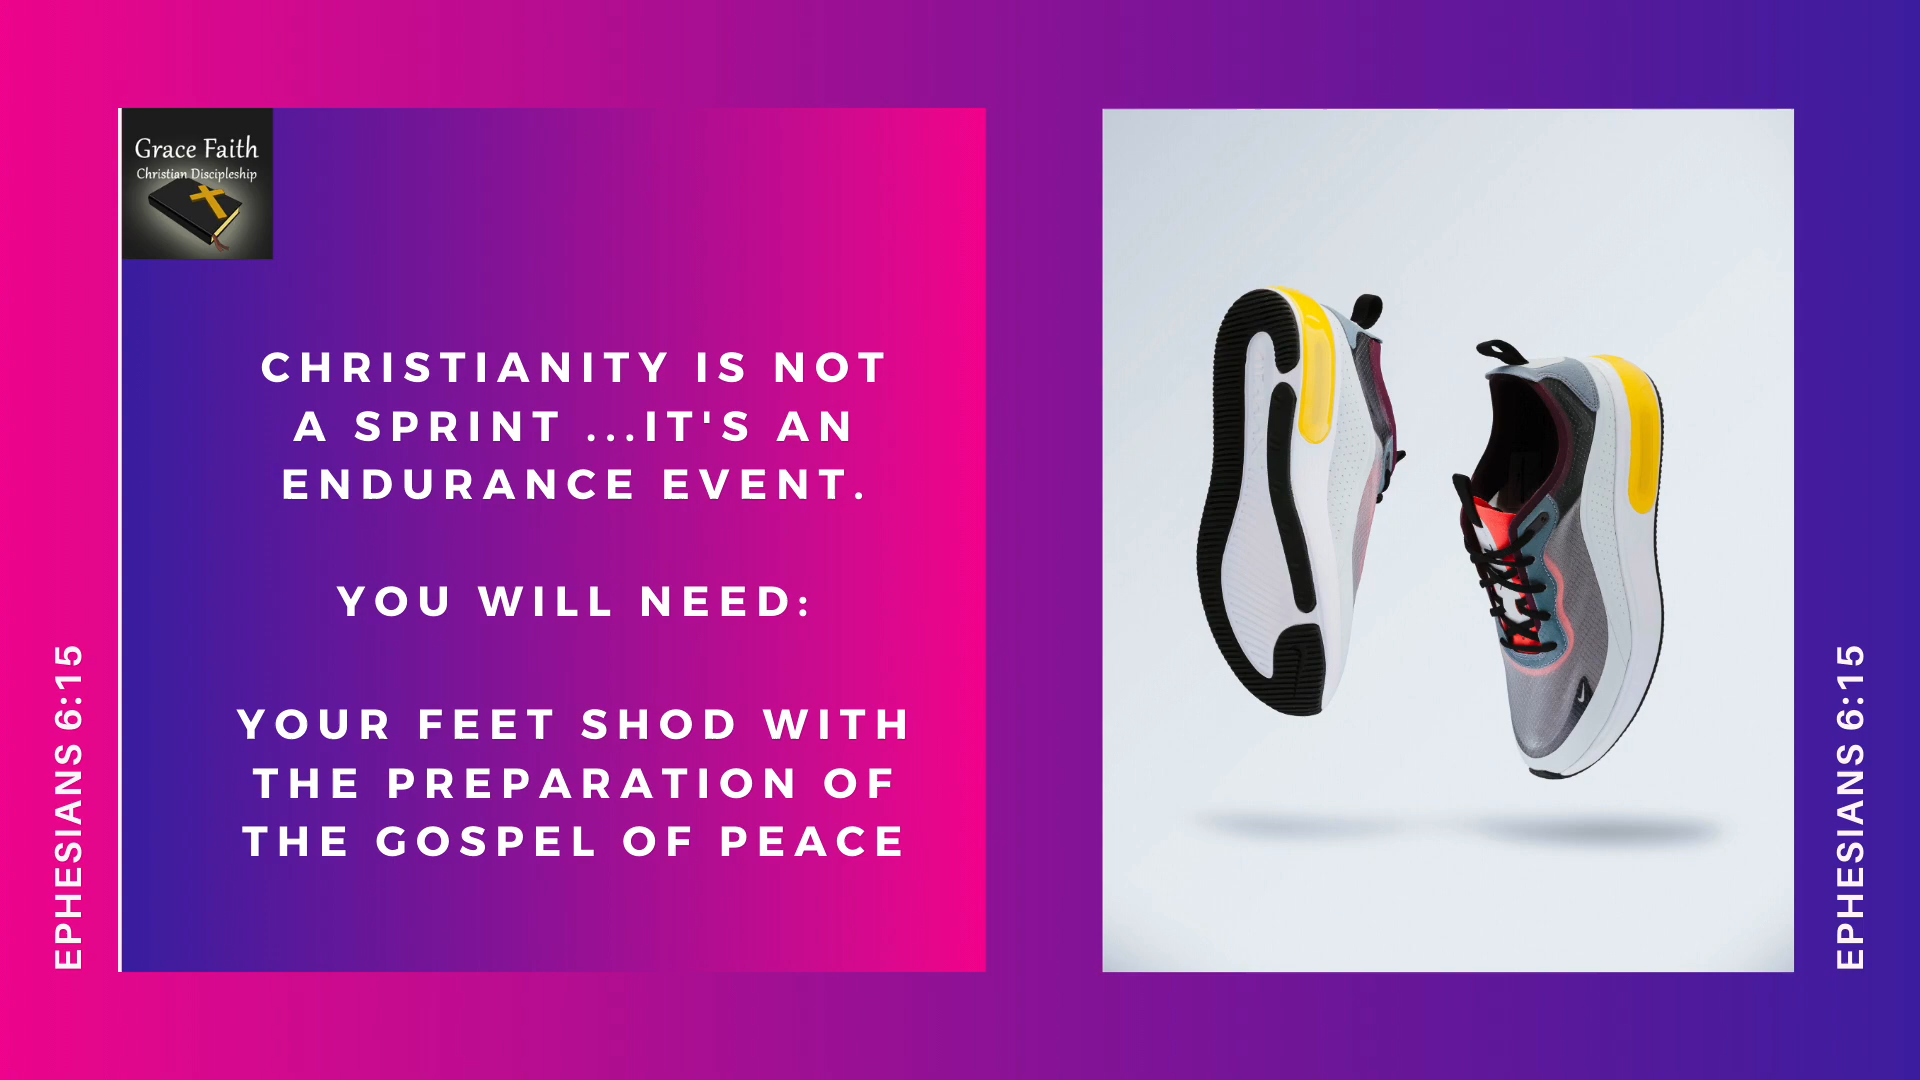 Grace Faith
Christian Discipleship
CHRISTIANITY IS NOT
A SPRINT ...IT'S AN
ENDURANCE EVENT.
YOU WILL NEED:
YOUR FEET SHOD WITH
THE PREPARATION OF
THE GOSPEL OF PEACE
EPHESIANS 6:15
EPHESIANS 6:15